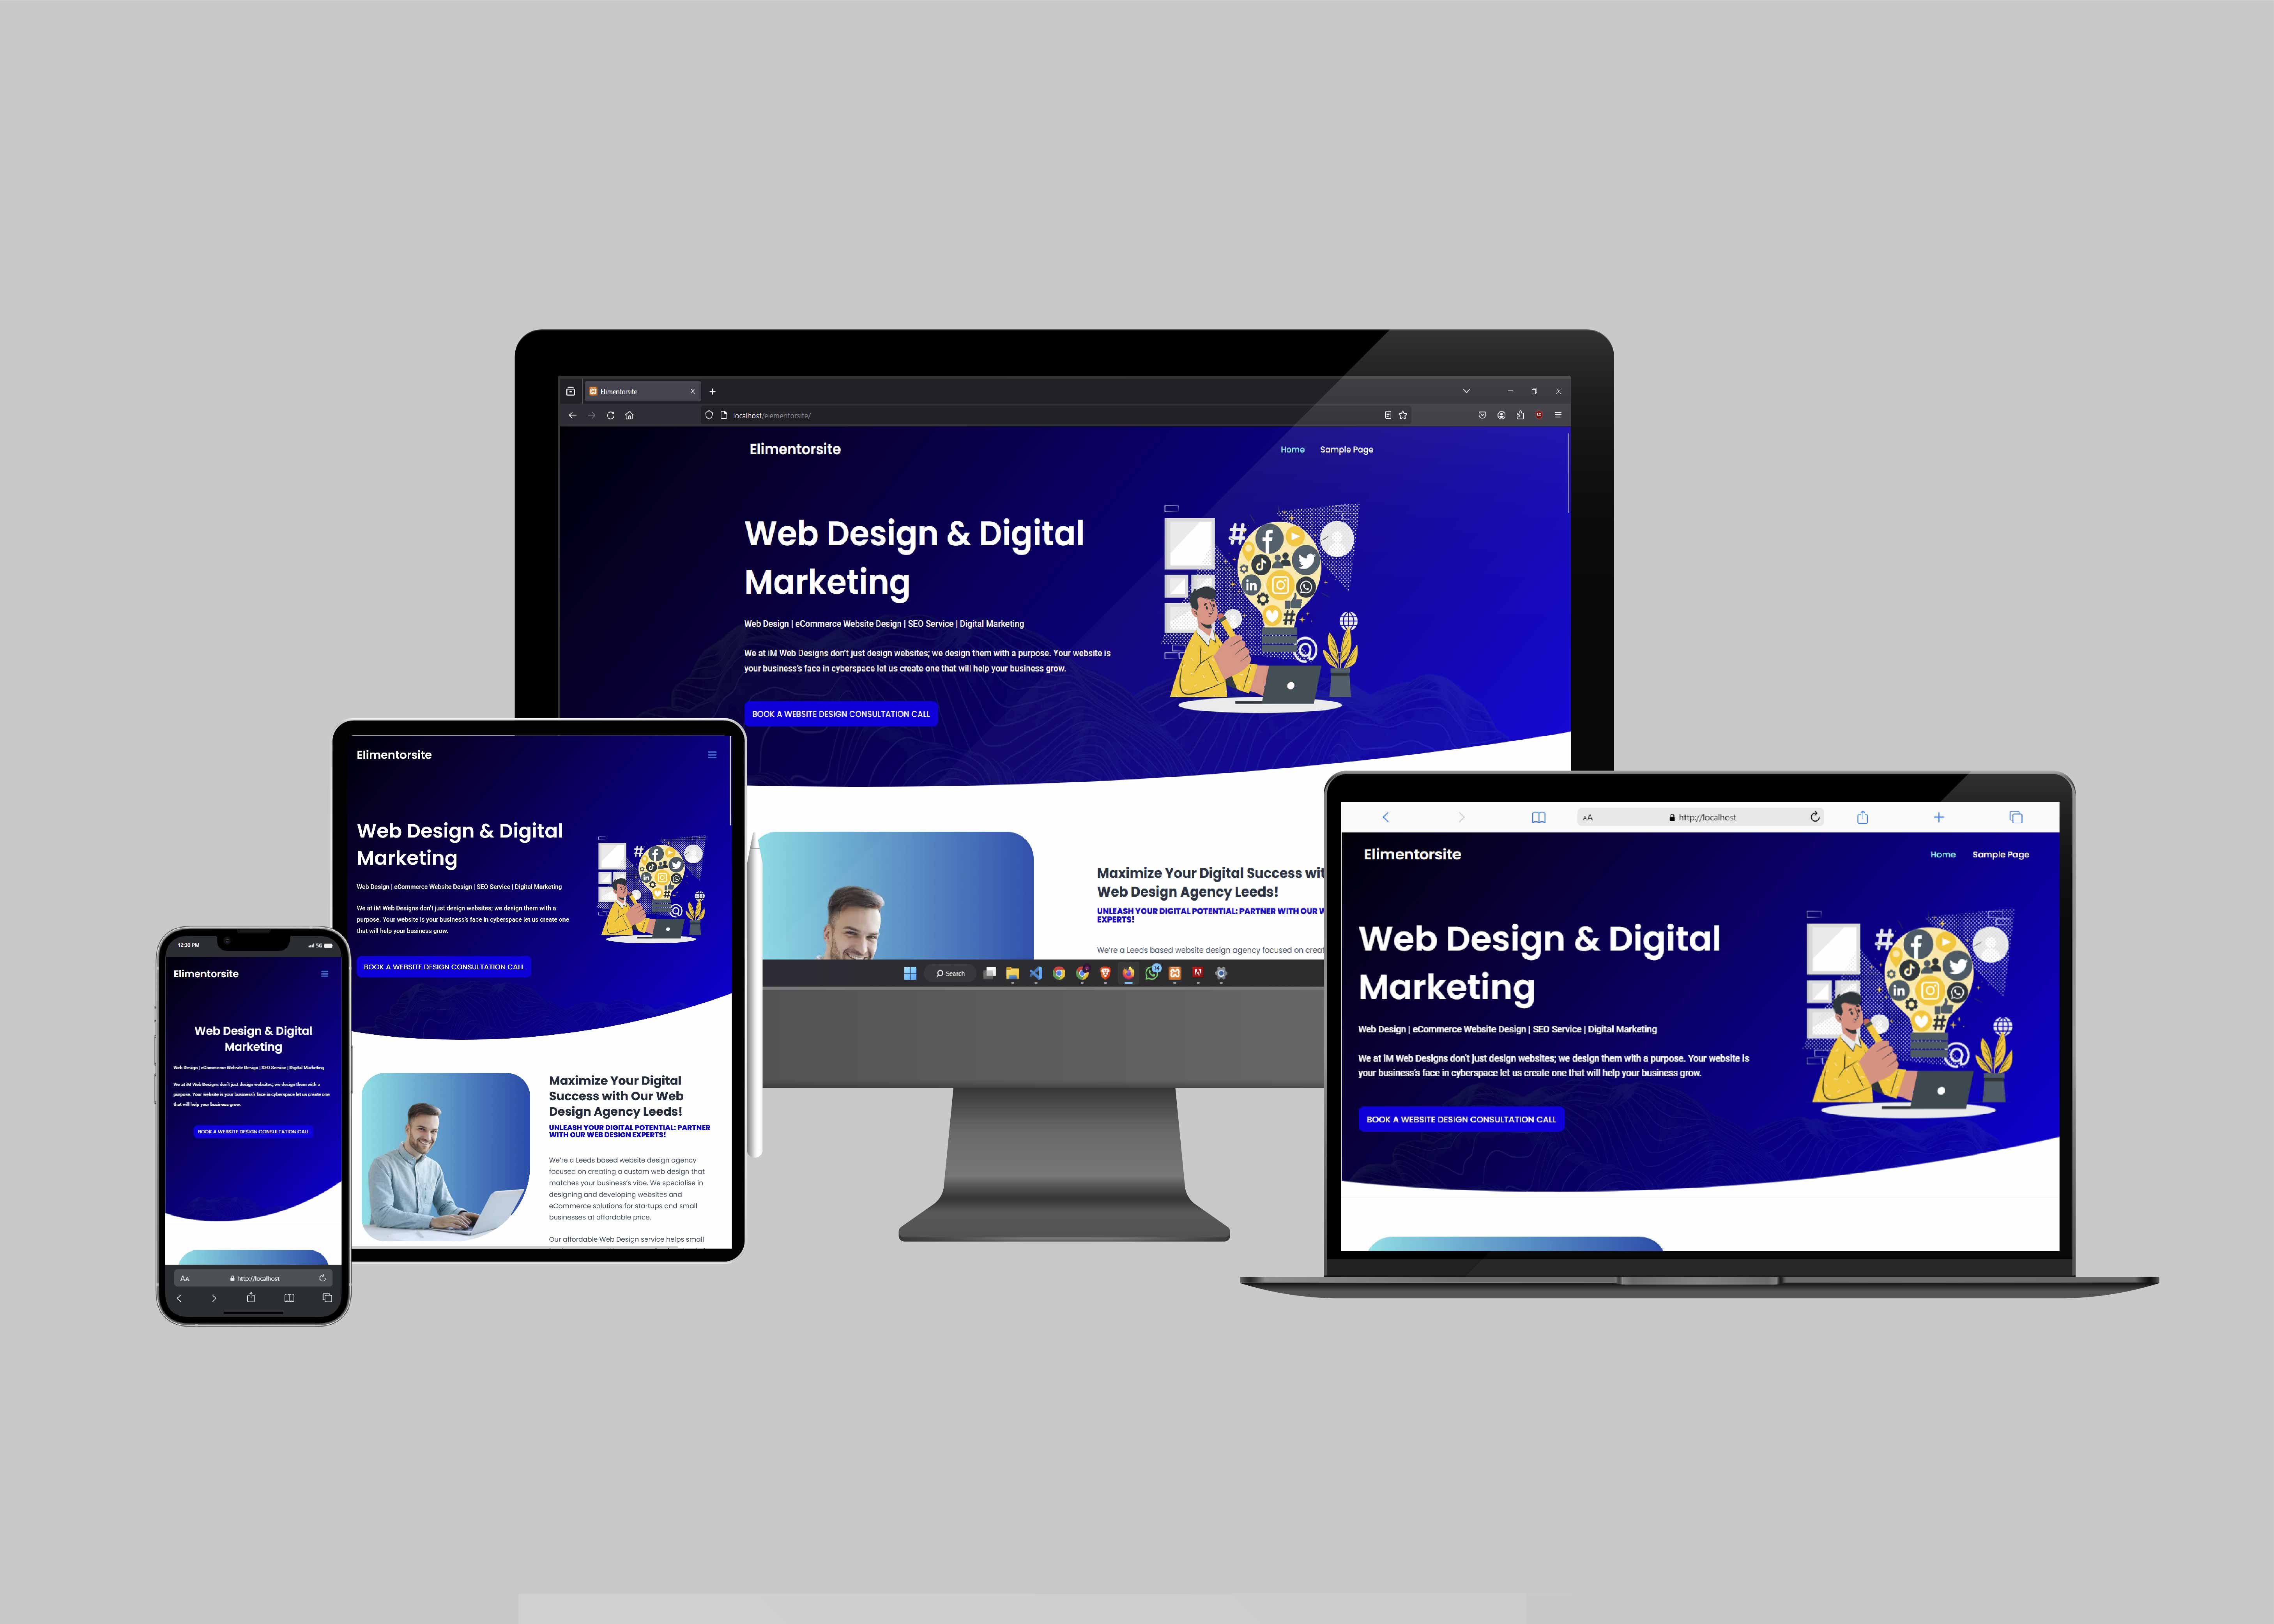 Elimentorsite
localhost/elementorsite/
Elimentorsite
Home
Sample Page
Web Design & Digital
Marketing
Web Design | eCommerce Website Design | SEO Service | Digital Marketing
We at iM Web Designs don't just design websites; we design them with a purpose. Your website is
your business's face in cyberspace let us create one that will help your business grow.
BOOK A WEBSITE DESIGN CONSULTATION CALL
Maximize Your Digital Success wit
Web Design Agency Leeds!
UNLEASH YOUR DIGITAL POTENTIAL: PARTNER WITH OUR W
EXPERTS!
We're a Leeds based website design agency focused on creat
Search
Elimentorsite
Web Design & Digital
Marketing
Web Design | eCommerce Website Design | SEO Service | Digital Marketing
We at iM Web Designs don't just design websites; we design them with a
purpose. Your website is your business's face in cyberspace let us create one
that will help your business grow.
BOOK A WEBSITE DESIGN CONSULTATION CALL
Maximize Your Digital
Success with Our Web
Design Agency Leeds!
UNLEASH YOUR DIGITAL POTENTIAL: PARTNER
WITH OUR WEB DESIGN EXPERTS!
We're a Leeds based website design agency
focused on creating a custom web design that
matches your business's vibe. We specialise in
designing and developing websites and
eCommerce solutions for startups and small
businesses at affordable price.
Our affordable Web Design service helps small
12:30 PM
5G
Elimentorsite
Web Design & Digital
Marketing
Web Design | eCommerce Website Design | SEO Service | Digital Marketing
We at iM Web Designs don't just design websites; we design them with a
purpose. Your website is your business's face in cyberspace let us create one
that will help your business grow.
BOOK A WEBSITE DESIGN CONSULTATION CALL
AA
http://localhost
AA
http://localhost
Elimentorsite
Home
Sample Page
Web Design & Digital
Marketing
Web Design | eCommerce Website Design | SEO Service | Digital Marketing
We at iM Web Designs don't just design websites; we design them with a purpose. Your website is
your business's face in cyberspace let us create one that will help your business grow.
BOOK A WEBSITE DESIGN CONSULTATION CALL